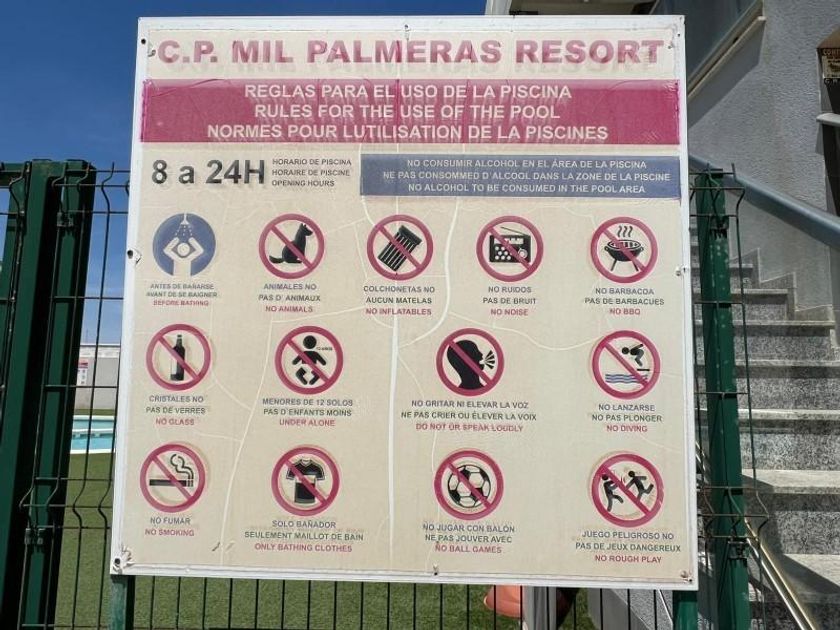 C.P. MIL PALMERAS RESORT
REGLAS PARA EL USO DE LA PISCINA
RULES FOR THE USE OF THE POOL
NORMES POUR LUTILISATION DE LA PISCINES
8 a 24H
HORARIO DE PISCINA
HORAIRE DE PISCINE
OPENING HOURS
NO CONSUMIR ALCOHOL EN EL ÁREA DE LA PISCINA
NE PAS CONSOMMED'ALCOOL DANS LA ZONE DE LA PISCINE
NO ALCOHOL TO BE CONSUMED IN THE POOL AREA
ANTES DE BAÑARSE
AVANT DE SE BAIGNER
BEFORE BATHING
ANIMALES NO
PAS D' ANIMAUX
NO ANIMALS
COLCHONETAS NO
AUCUN MATELAS
NO INFLATABLES
NO RUIDOS
PAS DE BRUIT
NO NOISE
NO BARBACOA
PAS DE BARBACUES
NO BBQ
CRISTALES NO
PAS DE VERRES
NO GLASS
12 AÑOS
MENORES DE 12 SOLOS
PAS D'ENFANTS MOINS
UNDER ALONE
NO GRITAR NI ELEVAR LA VOZ
NE PAS CRIER OU ÉLEVER LA VOIX
DO NOT OR SPEAK LOUDLY
NO LANZARSE
NO PAS PLONGER
NO DIVING
NO FUMAR
NO SMOKING
SOLO BAÑADOR
SEULEMENT MAILLOT DE BAIN
ONLY BATHING CLOTHES
NO JUGAR CON BALÓN
NE PAS JOUVER AVEC
NO BALL GAMES
JUEGO PELIGROSO NO
PAS DE JEUX DANGEREUX
NO ROUGH PLAY